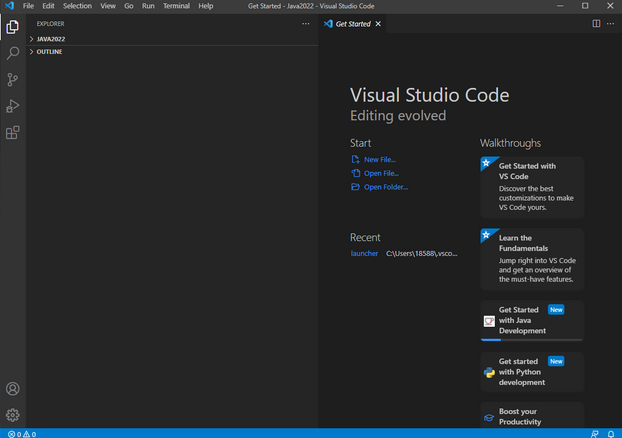 File Edit Selection View Go Run Terminal Help
Get Started - Java2022 - Visual Studio Code
EXPLORER
JAVA2022
OUTLINE
Get Started
Visual Studio Code
Editing evolved
Start
New File...
Open File...
Open Folder...
Recent
launcher C:\Users\18588\.vsco...
Walkthroughs
Get Started with
VS Code
Discover the best
customizations to make
VS Code yours.
Learn the
Fundamentals
Jump right into VS Code
and get an overview of
the must-have features.
Get Started New
with Java
Development
Get started New
with Python
development
Boost your
Productivity
0 0